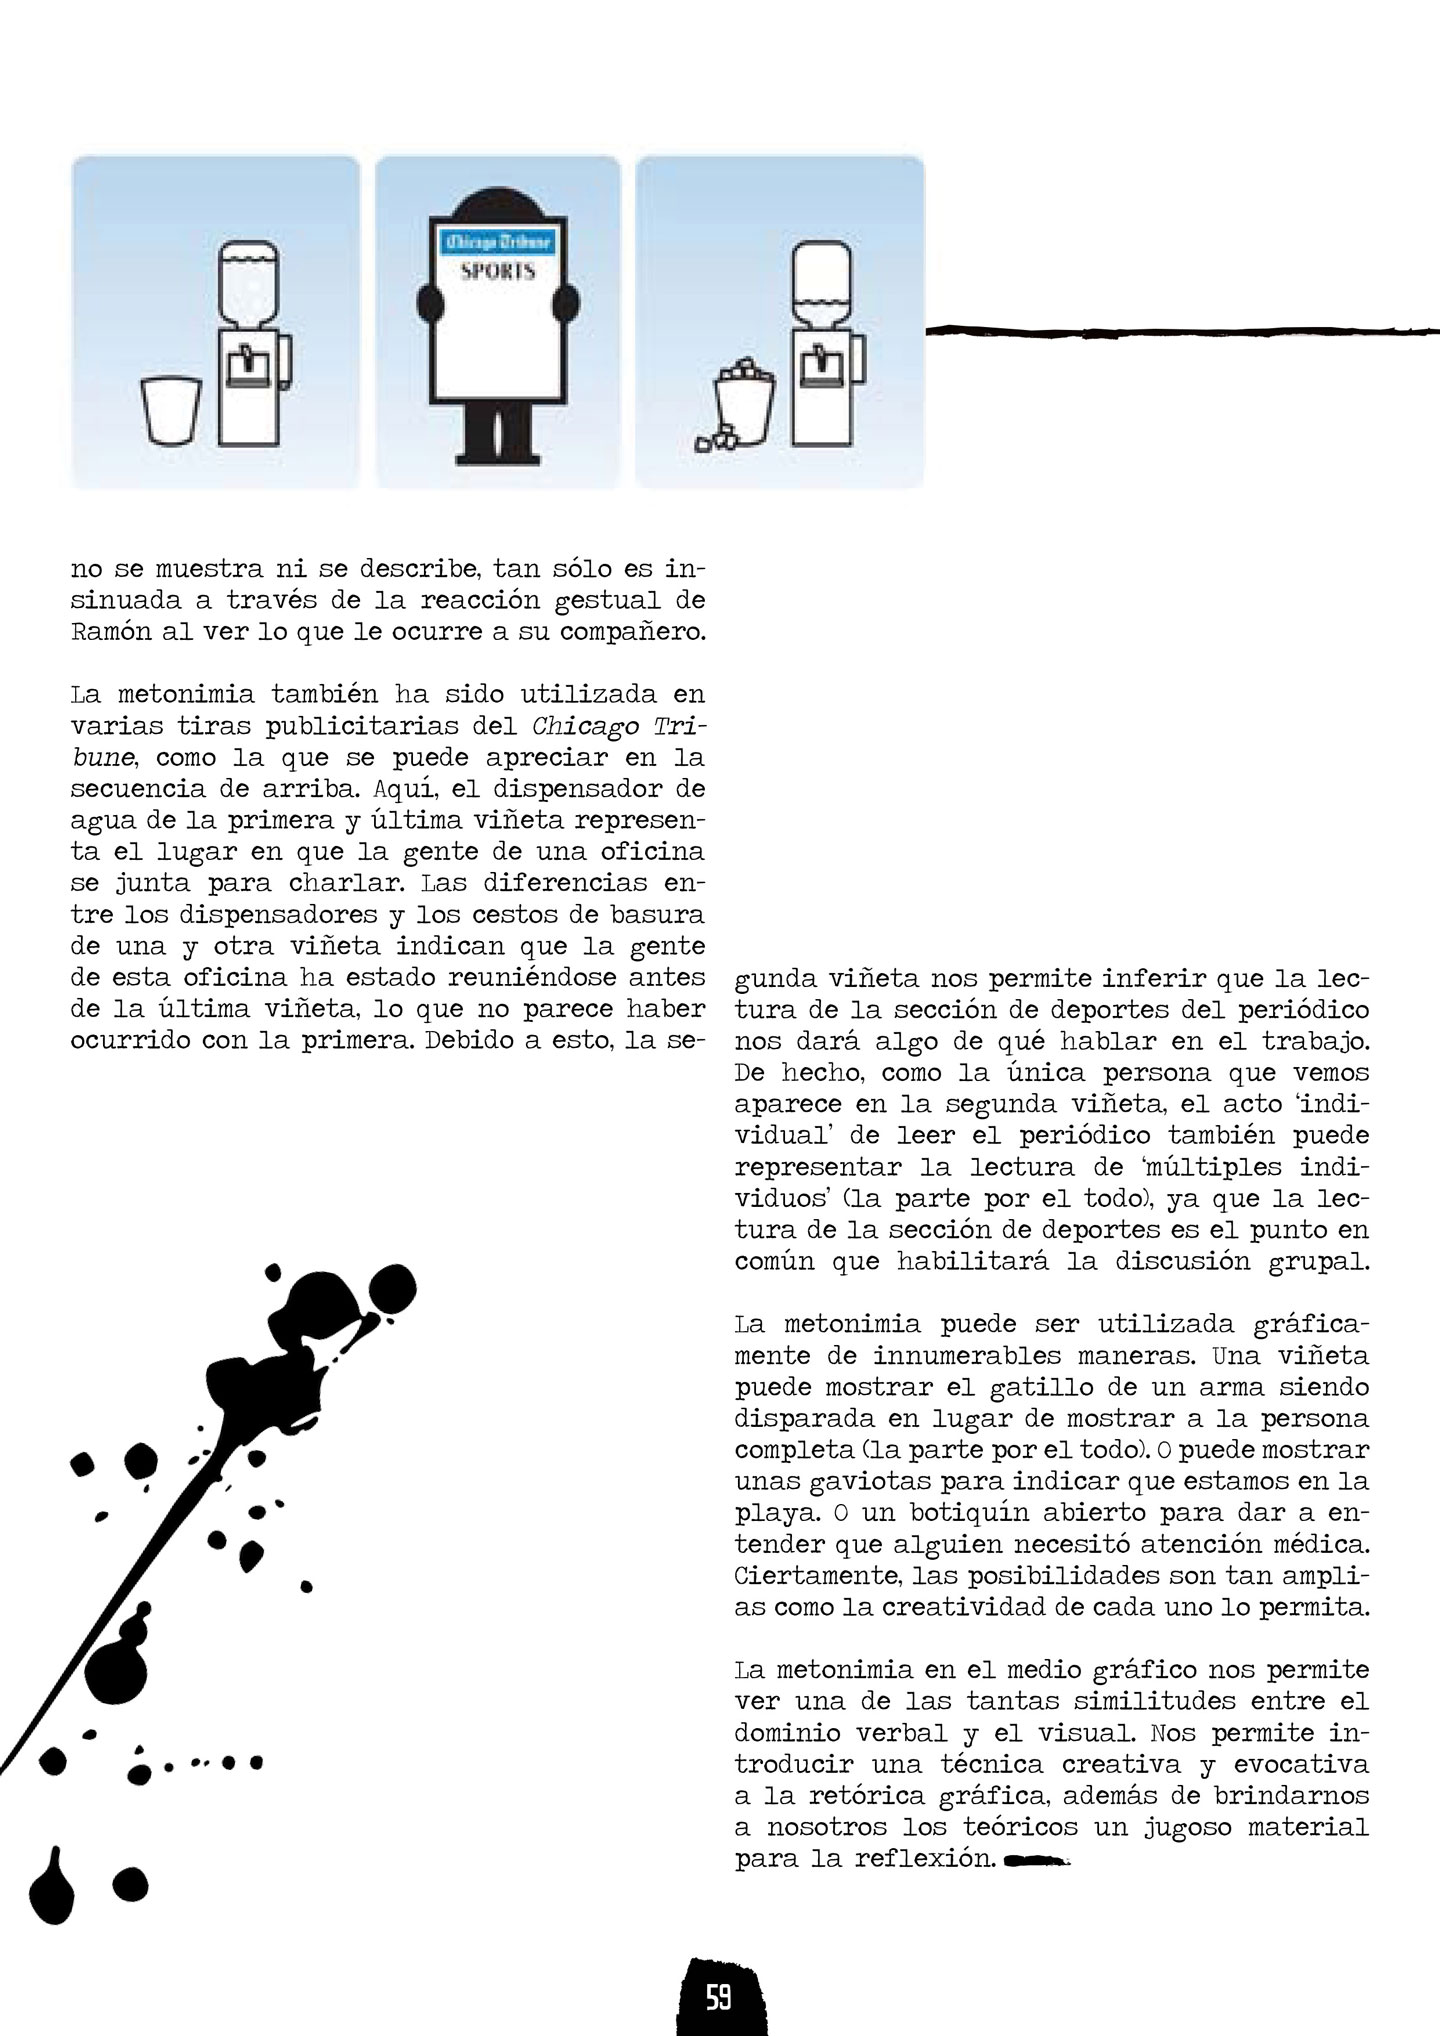 Chicago Tribune
SPORTS
no se muestra ni se describe, tan sólo es in-
sinuada a través de la reacción gestual de
Ramón al ver lo que le ocurre a su compañero.
La metonimia también ha sido utilizada en
varias tiras publicitarias del Chicago Tri-
bune, como la que se puede apreciar en la
secuencia de arriba. Aquí, el dispensador de
agua de la primera y última viñeta represen-
ta el lugar en que la gente de una oficina
se junta para charlar. Las diferencias en-
tre los dispensadores y los cestos de basura
de una y otra viñeta indican que la gente
de esta oficina ha estado reuniéndose antes
de la última viñeta, lo que no parece haber
ocurrido con la primera. Debido a esto, la se-
gunda viñeta nos permite inferir que la lec-
tura de la sección de deportes del periódico
nos dará algo de qué hablar en el trabajo.
De hecho, como la única persona que vemos
aparece en la segunda viñeta, el acto ‘indi-
vidual’ de leer el periódico también puede
representar la lectura de ‘múltiples indi-
viduos’ (la parte por el todo), ya que la lec-
tura de la sección de deportes es el punto en
común que habilitará la discusión grupal.
La metonimia puede ser utilizada gráfica-
mente de innumerables maneras. Una viñeta
puede mostrar el gatillo de un arma siendo
disparada en lugar de mostrar a la persona
completa (la parte por el todo). O puede mostrar
unas gaviotas para indicar que estamos en la
playa. O un botiquín abierto para dar a en-
tender que alguien necesitó atención médica.
Ciertamente, las posibilidades son tan ampli-
as como la creatividad de cada uno lo permita.
La metonimia en el medio gráfico nos permite
ver una de las tantas similitudes entre el
dominio verbal y el visual. Nos permite in-
troducir una técnica creativa y evocativa
a la retórica gráfica, además de brindarnos
a nosotros los teóricos un jugoso material
para la reflexión.
59